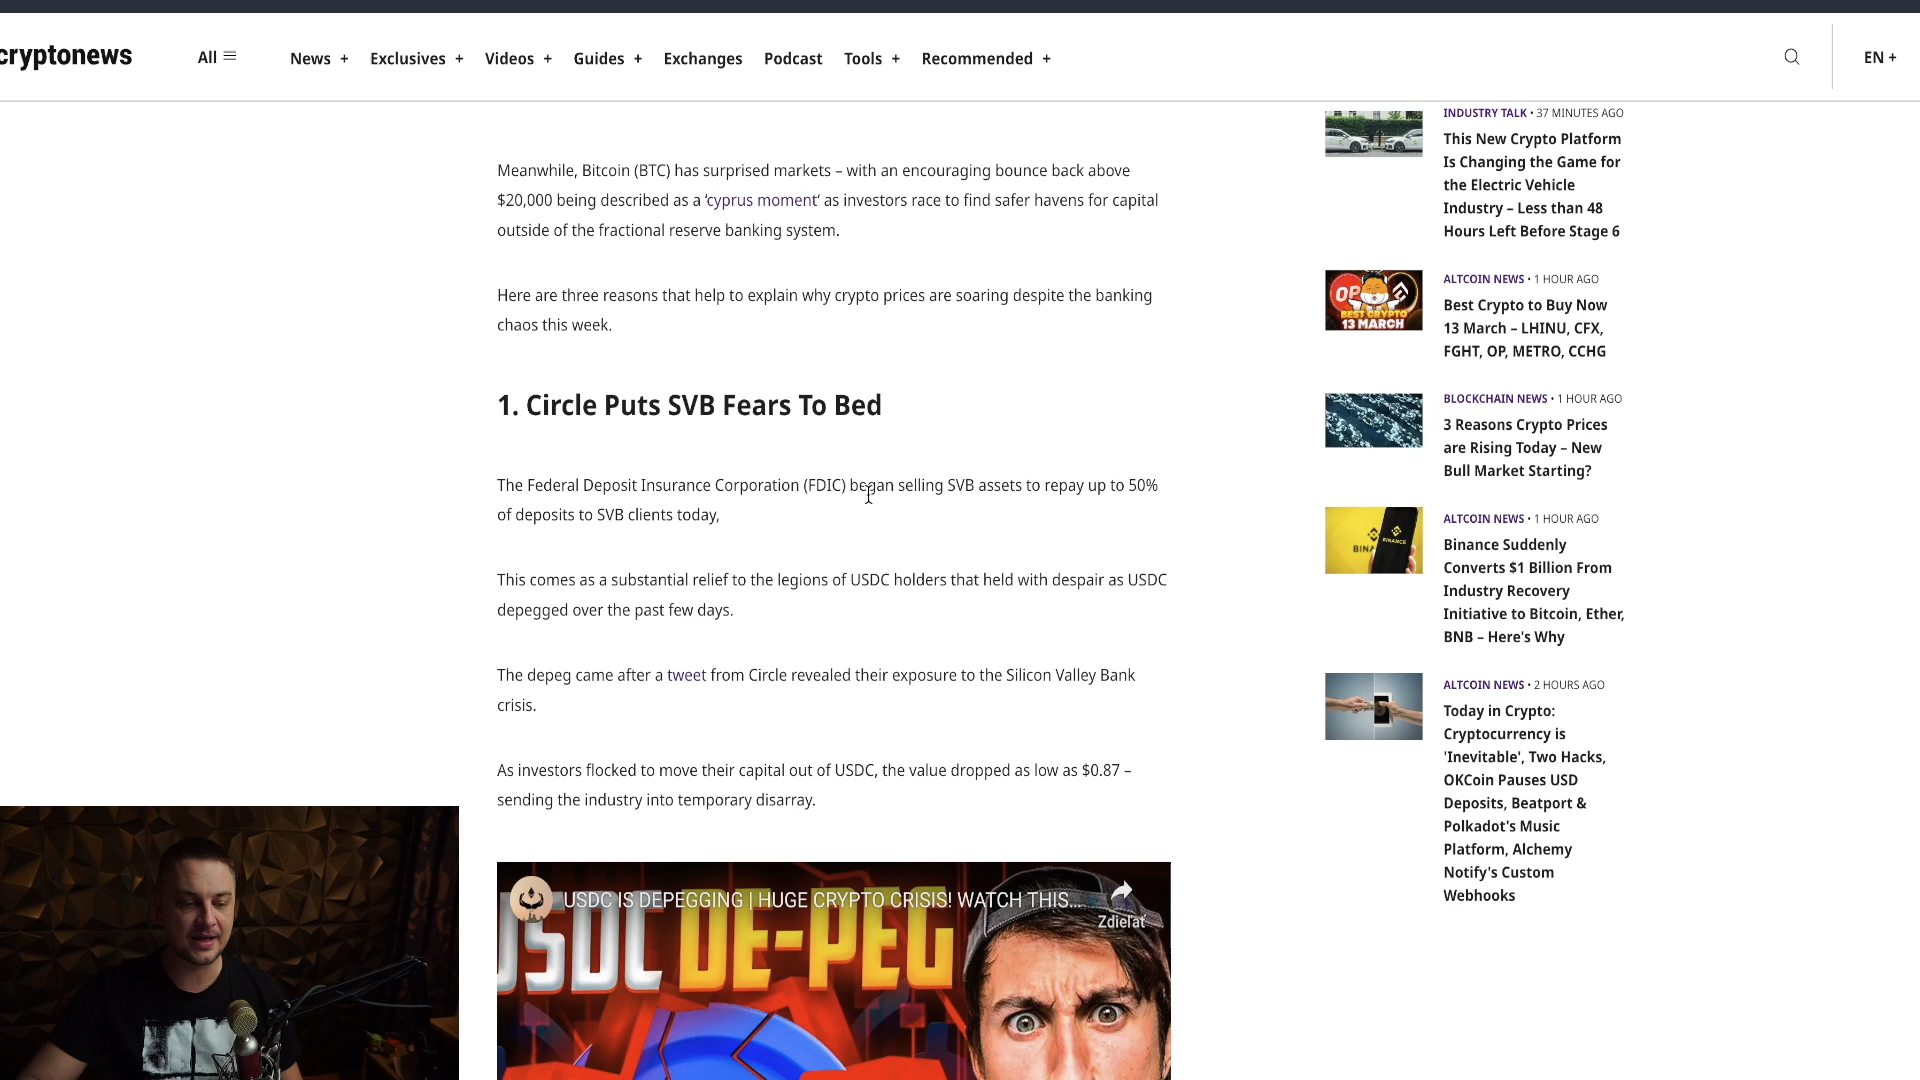 cryptonews
All
News +
Exclusives +
Videos +
Guides +
Exchanges
Podcast
Tools +
Recommended +
EN +
Meanwhile, Bitcoin (BTC) has surprised markets – with an encouraging bounce back above
$20,000 being described as a ‘cyprus moment‘ as investors race to find safer havens for capital
outside of the fractional reserve banking system.
Here are three reasons that help to explain why crypto prices are soaring despite the banking
chaos this week.
1. Circle Puts SVB Fears To Bed
The Federal Deposit Insurance Corporation (FDIC) began selling SVB assets to repay up to 50%
of deposits to SVB clients today,
This comes as a substantial relief to the legions of USDC holders that held with despair as USDC
depegged over the past few days.
The depeg came after a tweet from Circle revealed their exposure to the Silicon Valley Bank
crisis.
As investors flocked to move their capital out of USDC, the value dropped as low as $0.87 –
sending the industry into temporary disarray.
USDC IS DEPEGGING | HUGE CRYPTO CRISIS! WATCH THIS...
Zdieľať
USDC DE-PEG
INDUSTRY TALK • 37 MINUTES AGO
This New Crypto Platform
Is Changing the Game for
the Electric Vehicle
Industry – Less than 48
Hours Left Before Stage 6
OP
BEST CRYPTO
13 MARCH
ALTCOIN NEWS • 1 HOUR AGO
Best Crypto to Buy Now
13 March – LHINU, CFX,
FGHT, OP, METRO, CCHG
BLOCKCHAIN NEWS • 1 HOUR AGO
3 Reasons Crypto Prices
are Rising Today – New
Bull Market Starting?
BINANCE
ALTCOIN NEWS • 1 HOUR AGO
Binance Suddenly
Converts $1 Billion From
Industry Recovery
Initiative to Bitcoin, Ether,
BNB – Here's Why
ALTCOIN NEWS • 2 HOURS AGO
Today in Crypto:
Cryptocurrency is
'Inevitable', Two Hacks,
OKCoin Pauses USD
Deposits, Beatport &
Polkadot's Music
Platform, Alchemy
Notify's Custom
Webhooks